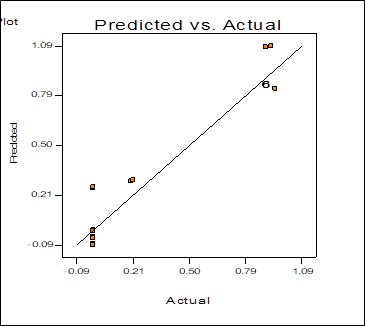 Plot
Predicted vs. Actual
1.09
0.79
0.50
0.21
-0.09
Predicted
-0.09 0.21 0.50 0.79 1.09
Actual